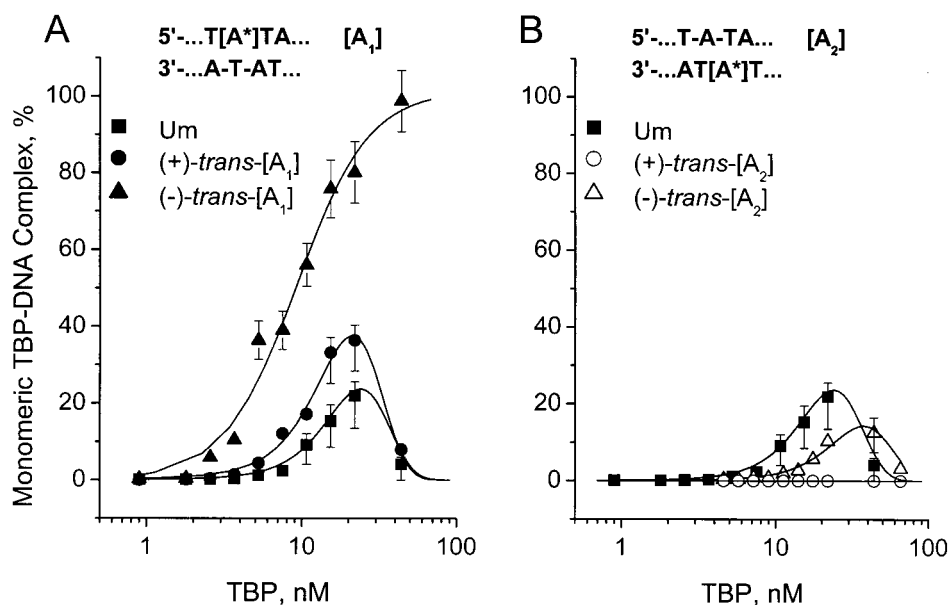 A
5'-...T[A*]TA... [A₁]
3'-...A-T-AT...
Um
(+)-trans-[A₁]
(-)-trans-[A₁]
Monomeric TBP-DNA Complex, %
100
80
60
40
20
0
1 10 100
TBP, nM
B
5'-...T-A-TA... [A₂]
3'-...AT[A*]T...
Um
(+)-trans-[A₂]
(-)-trans-[A₂]
100
80
60
40
20
0
1 10 100
TBP, nM